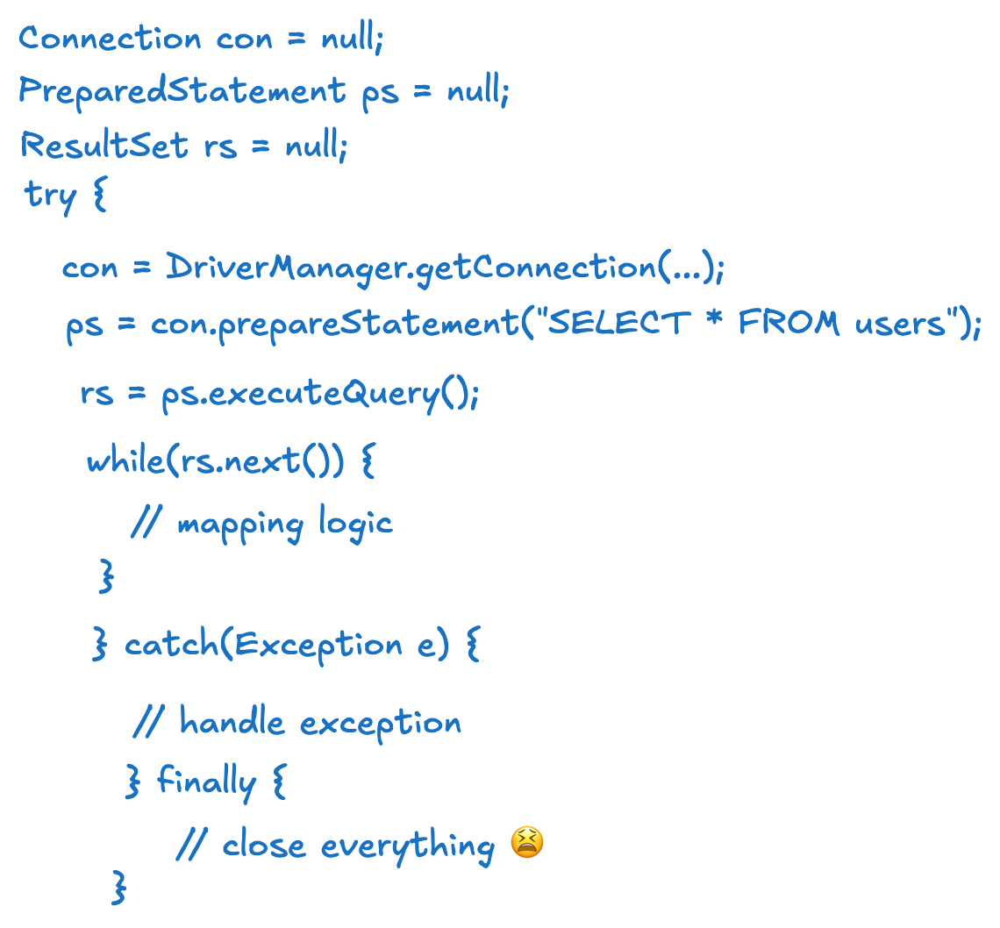 Connection con = null;
PreparedStatement ps = null;
ResultSet rs = null;
try {
con = DriverManager.getConnection(...);
ps = con.prepareStatement("SELECT * FROM users");
rs = ps.executeQuery();
while(rs.next()) {
// mapping logic
}
} catch(Exception e) {
// handle exception
} finally {
// close everything 😫
}